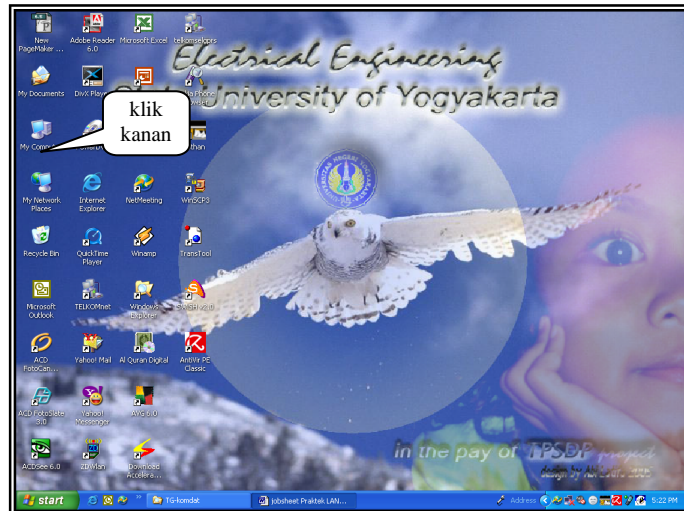 New
PageMaker ...
Adobe Reader
6.0
Microsoft Excel
telkomselgprs
Electrical Engineering
University of Yogyakarta
My Documents
DivX Player
klik
kanan
My Network
Places
Internet
Explorer
NetMeeting
WinSCP3
Recycle Bin
QuickTime
Player
Winamp
TransTool
Microsoft
Outlook
TELKOMnet
Windows
Explorer
ACD
FotoCan...
Yahoo! Mail
Al Quran Digital
AntiVir PE
Classic
ACD FotoSlate
3.0
Yahoo!
Messenger
AVG 6.0
ACDSee 6.0
ZDWlan
Download
Accelera...
in the pay of TPSDP project
start
TG-komdat
jobsheet Praktek LAN...
Address
5:22 PM